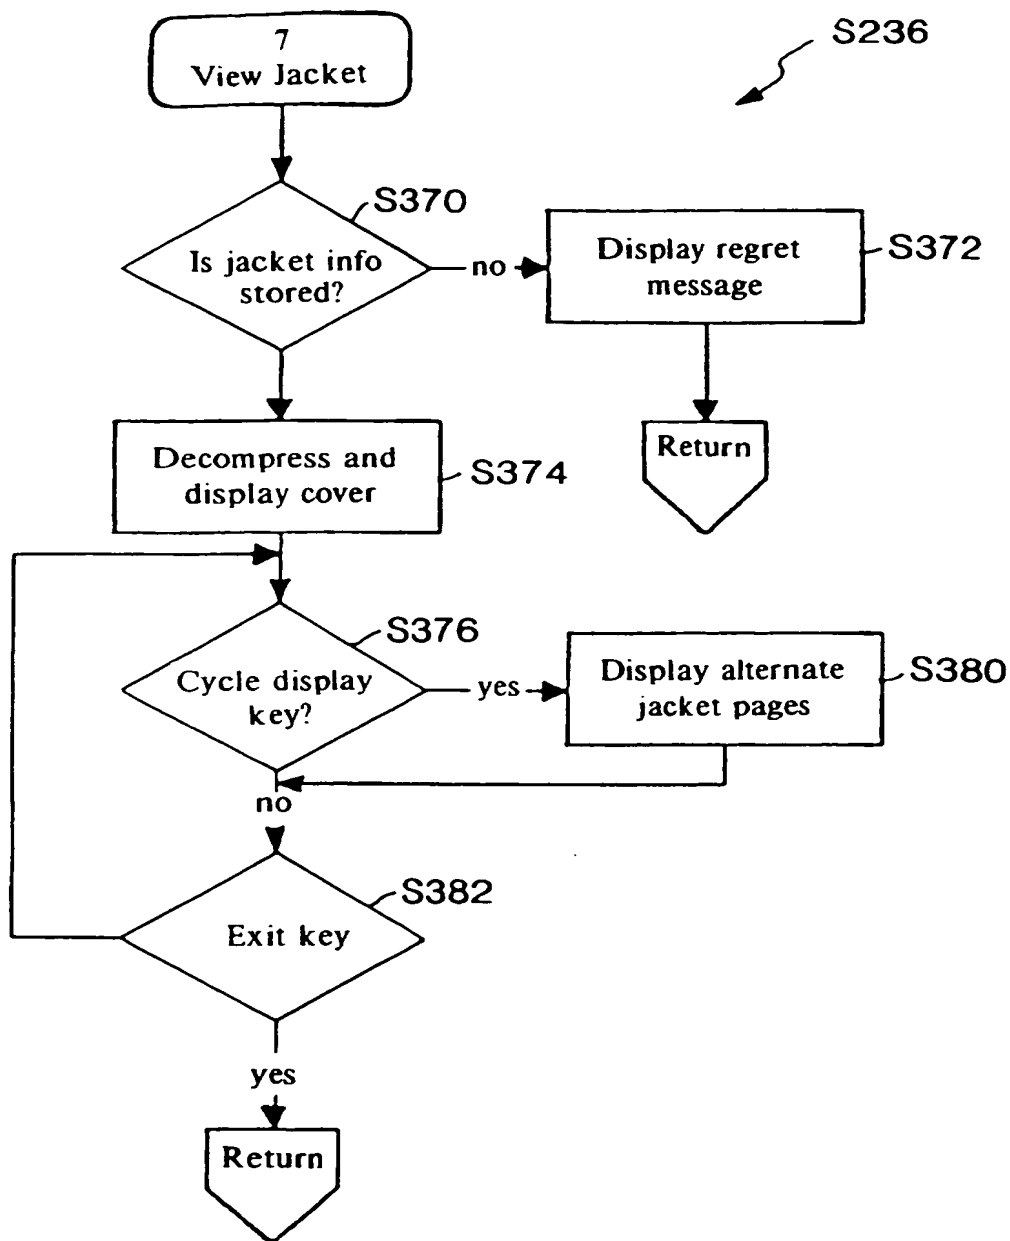 7
View Jacket
S236
S370
Is jacket info
stored?
no
Display regret
message
S372
Return
Decompress and
display cover
S374
S376
Cycle display
key?
yes
Display alternate
jacket pages
S380
no
S382
Exit key
yes
Return